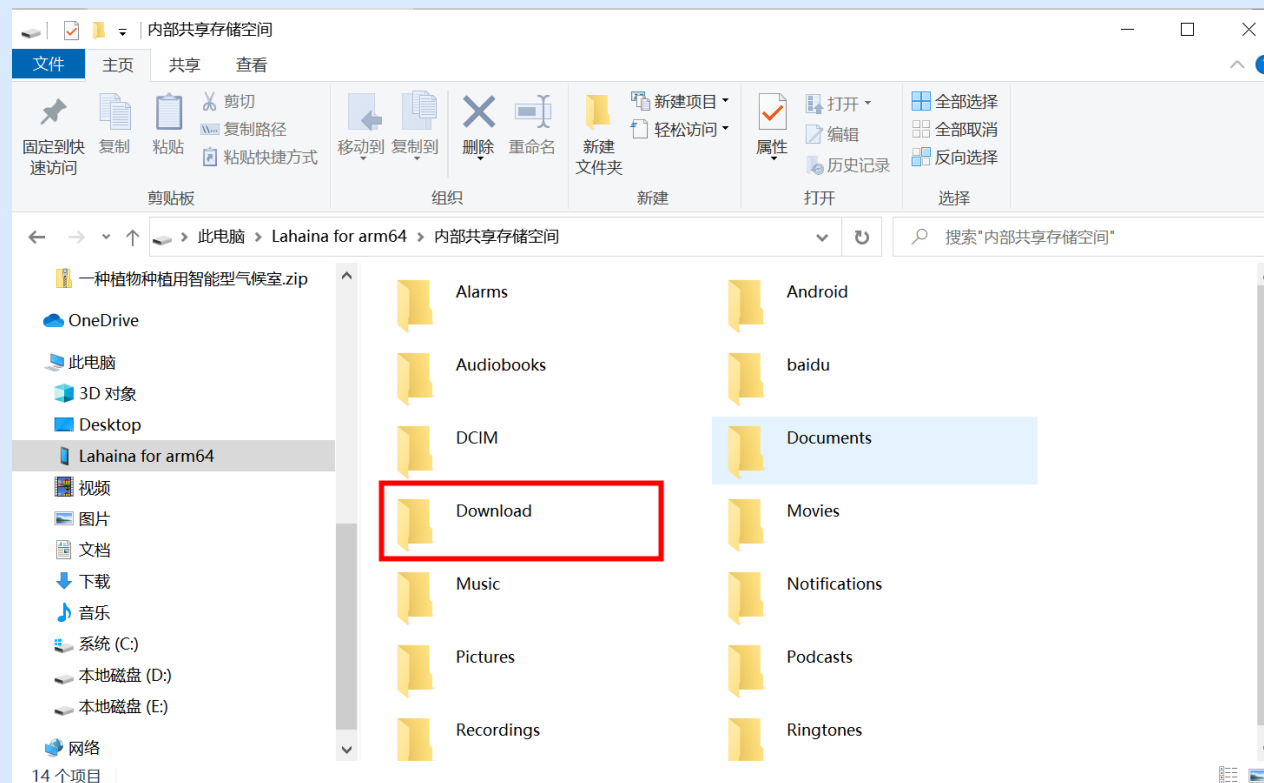 内部共享存储空间
文件 主页 共享 查看
固定到快
速访问
复制
粘贴
剪切
复制路径
粘贴快捷方式
剪贴板
移动到 复制到 删除 重命名
组织
新建
文件夹
新建项目
轻松访问
新建
属性
打开
编辑
历史记录
打开
全部选择
全部取消
反向选择
选择
此电脑 > Lahaina for arm64 > 内部共享存储空间
搜索"内部共享存储空间"
一种植物种植用智能型气候室.zip
OneDrive
此电脑
3D 对象
Desktop
Lahaina for arm64
视频
图片
文档
下载
音乐
系统 (C:)
本地磁盘 (D:)
本地磁盘 (E:)
网络
Alarms Android
Audiobooks baidu
DCIM Documents
Download Movies
Music Notifications
Pictures Podcasts
Recordings Ringtones
14 个项目